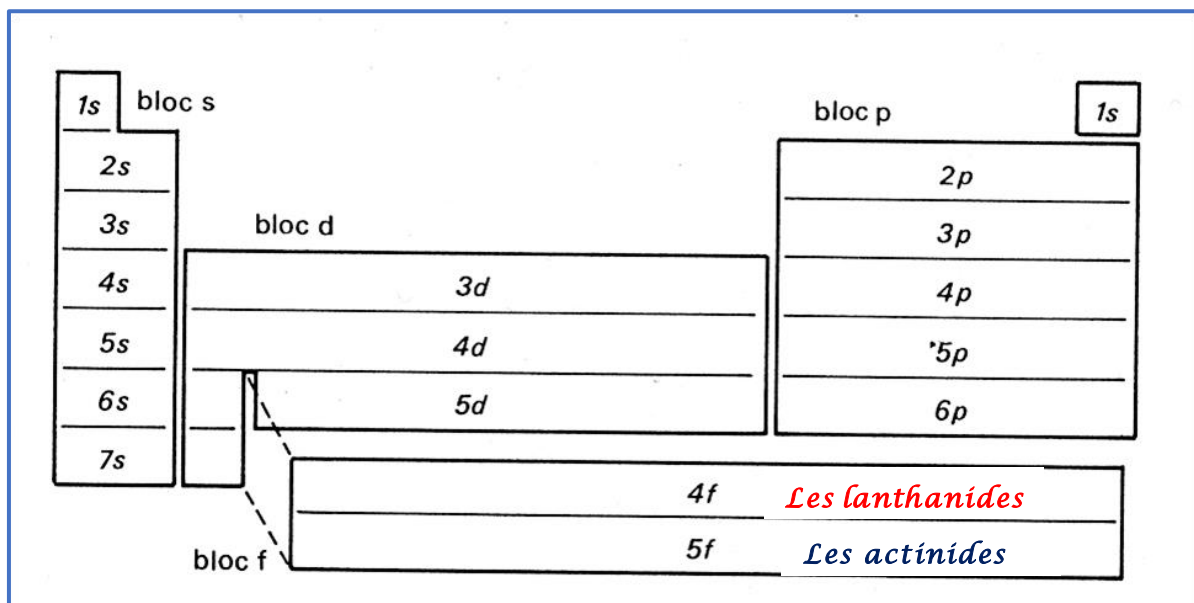 1s
bloc s
bloc p
1s
2s
2p
3s
bloc d
3p
4s
3d
4p
5s
4d
5p
6s
5d
6p
7s
4f
Les lanthanides
bloc f
5f
Les actinides